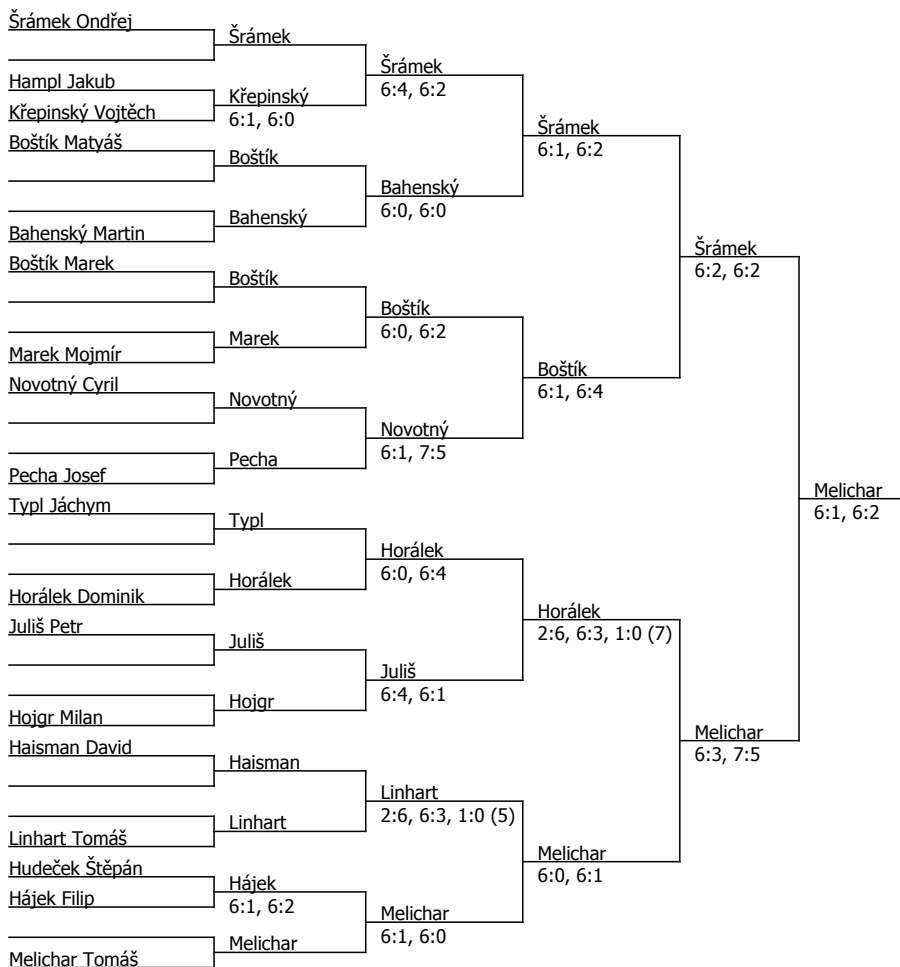 Šrámek Ondřej
Hampl Jakub
Křepinský Vojtěch
Boštík Matyáš
Bahenský Martin
Boštík Marek
Marek Mojmír
Novotný Cyril
Pecha Josef
Typl Jáchym
Horálek Dominik
Juliš Petr
Hojgr Milan
Haisman David
Linhart Tomáš
Hudeček Štěpán
Hájek Filip
Melichar Tomáš
Šrámek
Křepinský
6:1, 6:0
Boštík
Bahenský
Boštík
Marek
Novotný
Pecha
Typl
Horálek
Juliš
Hojgr
Haisman
Linhart
Hájek
6:1, 6:2
Melichar
Šrámek
6:4, 6:2
Bahenský
6:0, 6:0
Boštík
6:0, 6:2
Novotný
6:1, 7:5
Horálek
6:0, 6:4
Juliš
6:4, 6:1
Linhart
2:6, 6:3, 1:0 (5)
Melichar
6:1, 6:0
Šrámek
6:1, 6:2
Boštík
6:1, 6:4
Horálek
2:6, 6:3, 1:0 (7)
Melichar
6:0, 6:1
Šrámek
6:2, 6:2
Melichar
6:3, 7:5
Melichar
6:1, 6:2